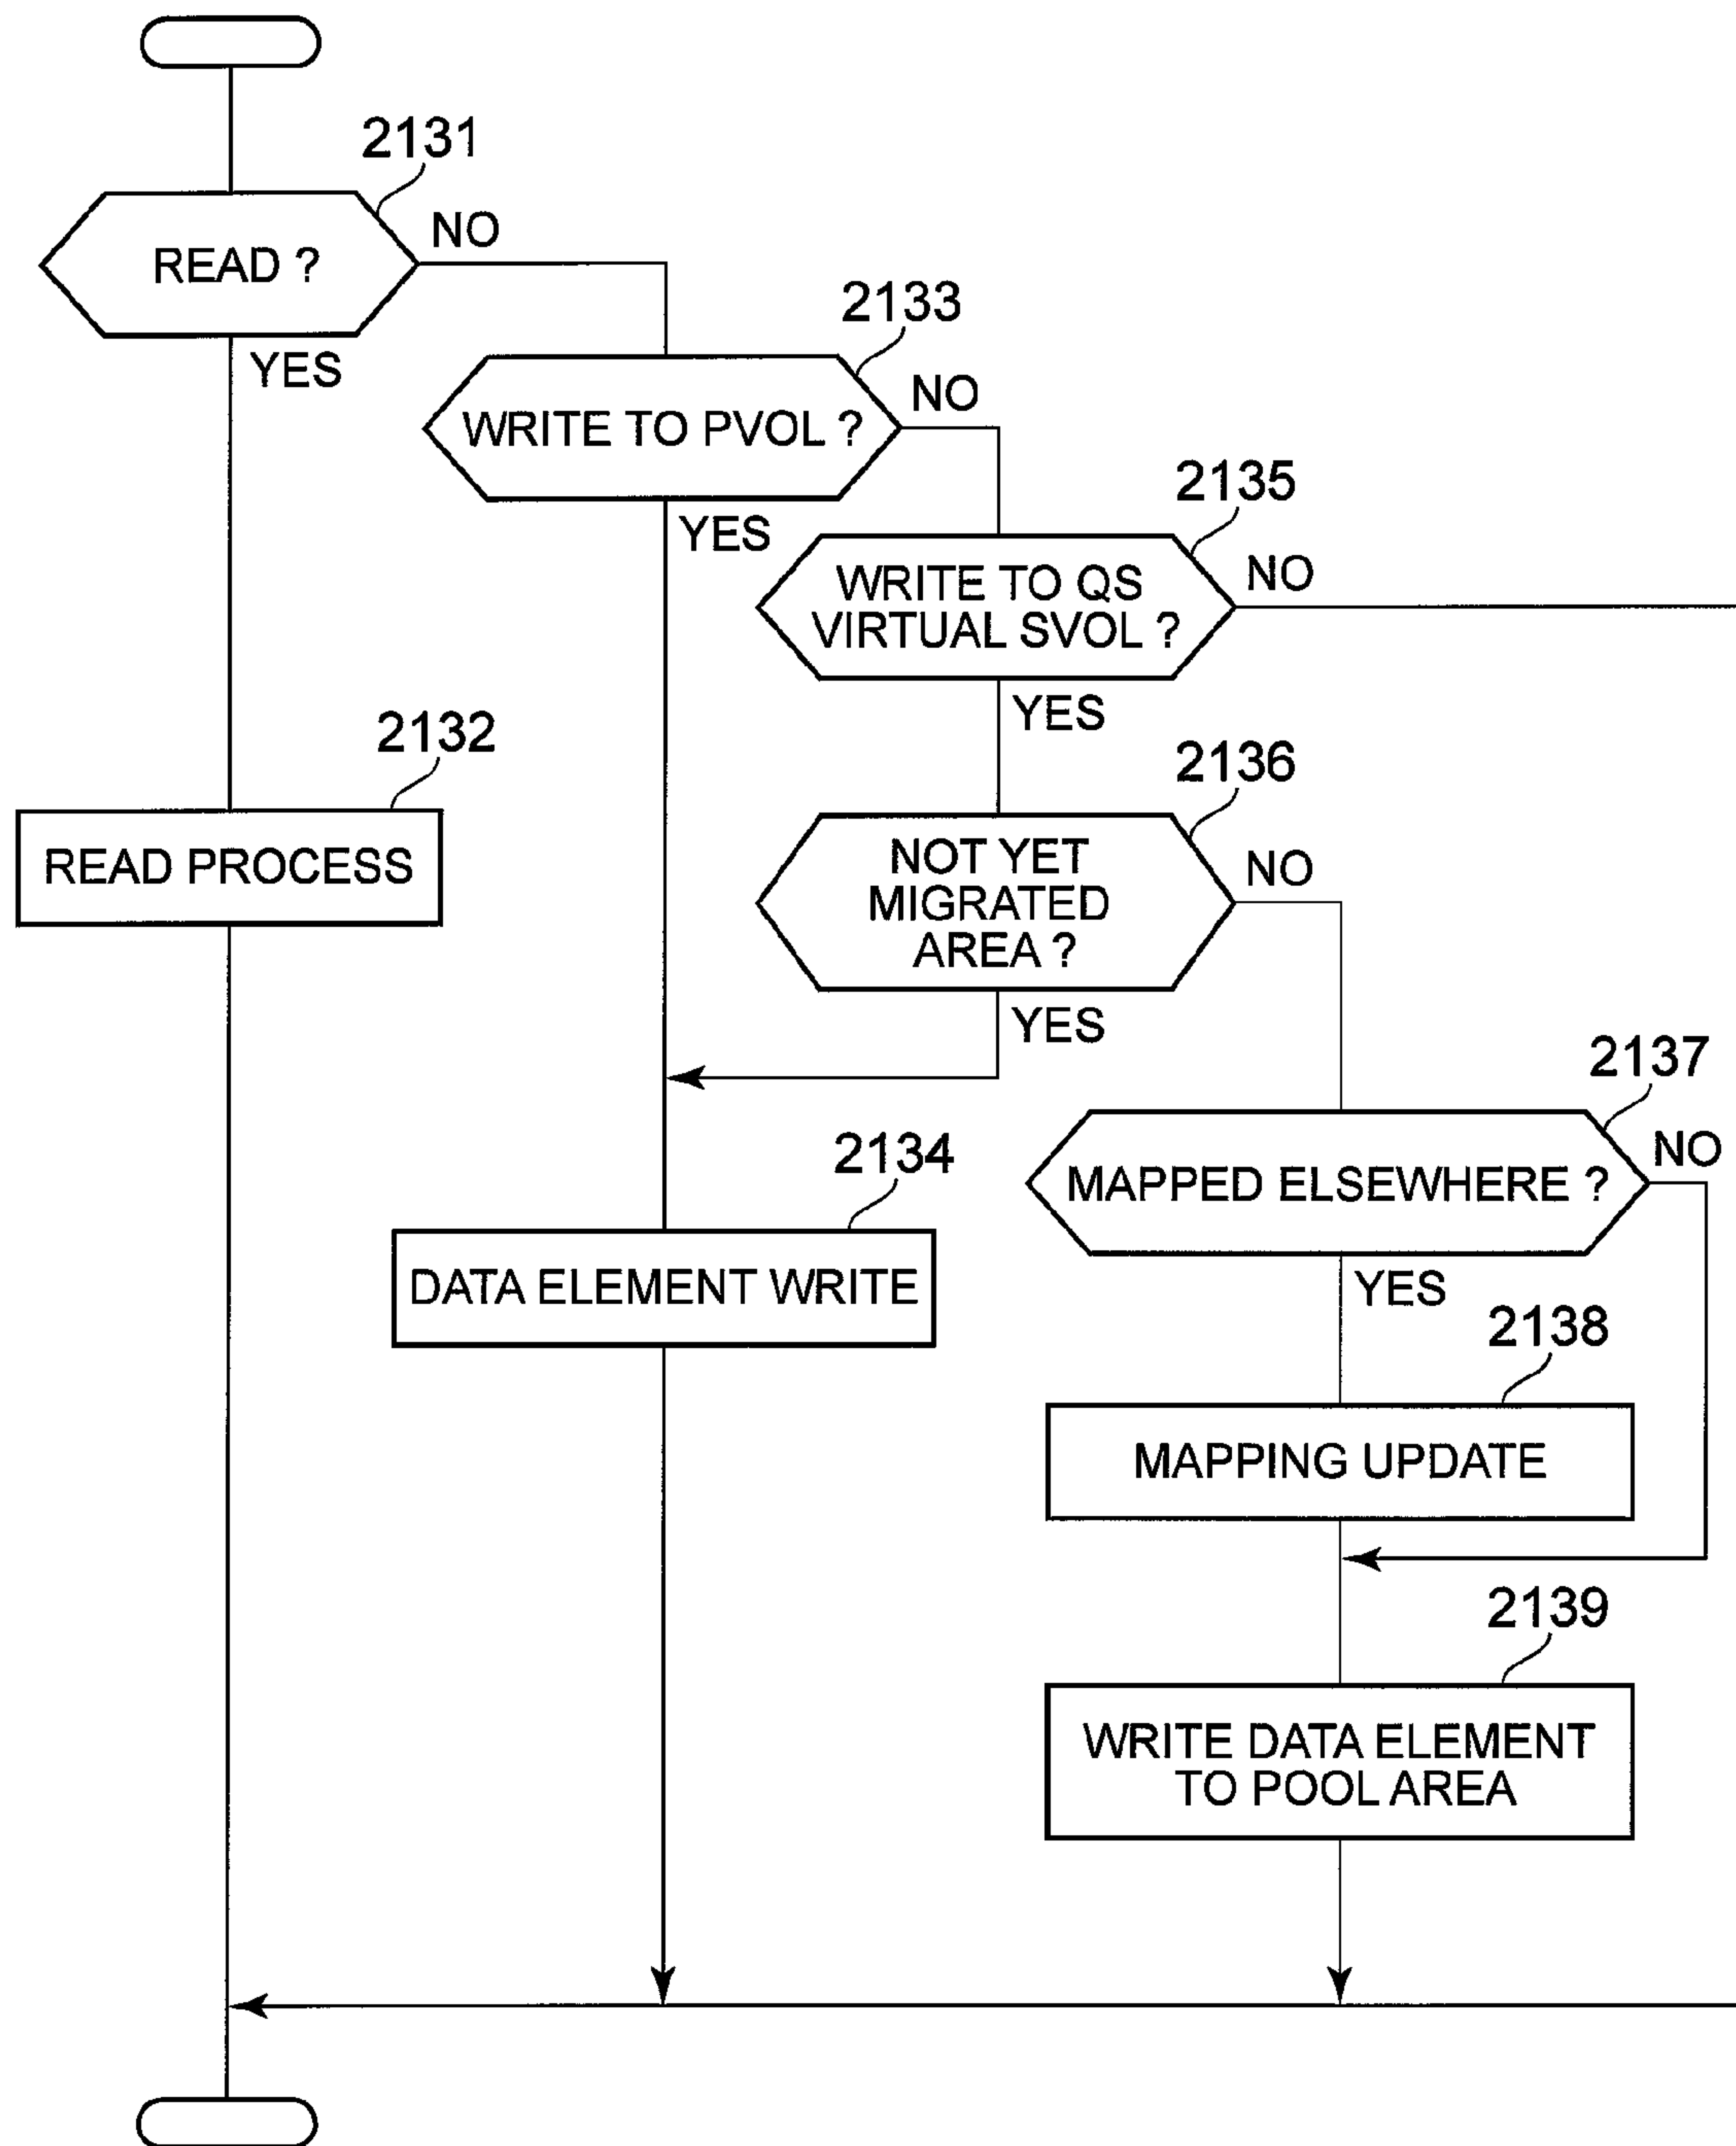 2131
NO
READ ?
YES
2133
NO
WRITE TO PVOL ?
YES
2135
NO
WRITE TO QS
VIRTUAL SVOL ?
YES
2132
READ PROCESS
2136
NO
NOT YET
MIGRATED
AREA ?
YES
2137
NO
MAPPED ELSEWHERE ?
YES
2134
DATA ELEMENT WRITE
2138
MAPPING UPDATE
2139
WRITE DATA ELEMENT
TO POOL AREA